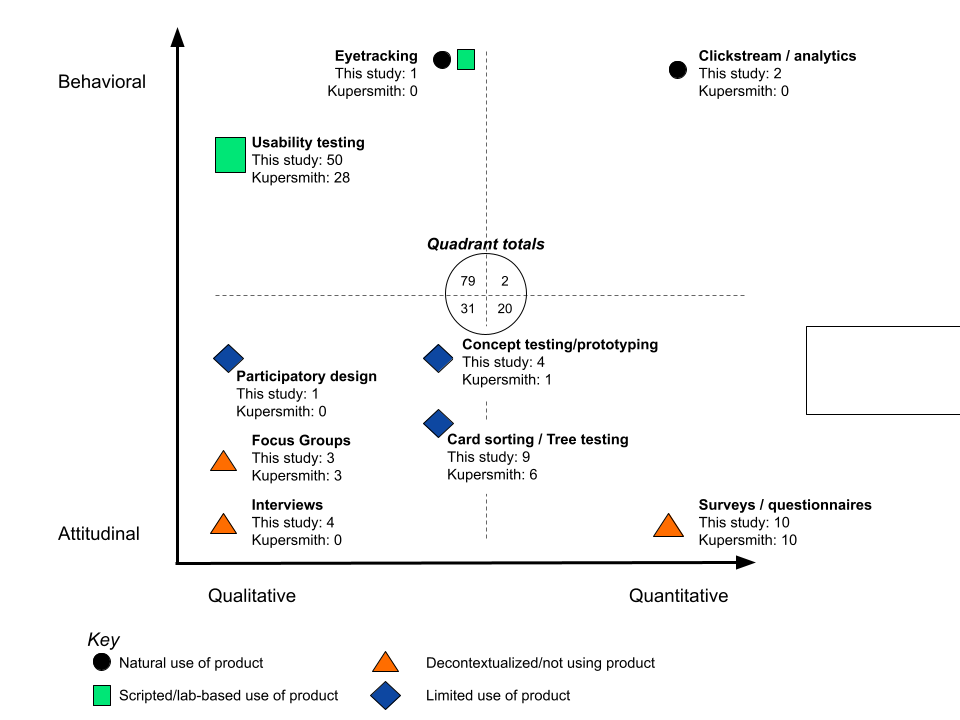 Behavioral
Eyetracking
This study: 1
Kupersmith: 0
Clickstream / analytics
This study: 2
Kupersmith: 0
Usability testing
This study: 50
Kupersmith: 28
Quadrant totals
79 2
31 20
Concept testing/prototyping
This study: 4
Kupersmith: 1
Participatory design
This study: 1
Kupersmith: 0
Focus Groups
This study: 3
Kupersmith: 3
Card sorting / Tree testing
This study: 9
Kupersmith: 6
Interviews
This study: 4
Kupersmith: 0
Surveys / questionnaires
This study: 10
Kupersmith: 10
Attitudinal
Qualitative
Quantitative
Key
Natural use of product
Decontextualized/not using product
Scripted/lab-based use of product
Limited use of product